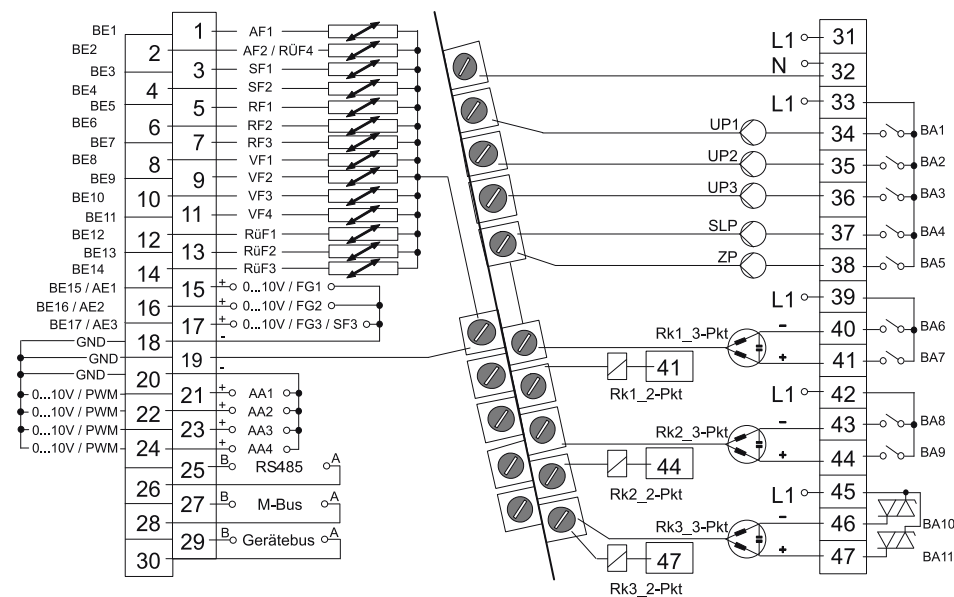 BE1 1 AF1
BE2 2 AF2 / RÜF4
BE3 3 SF1
BE4 4 SF2
BE5 5 RF1
BE6 6 RF2
BE7 7 RF3
BE8 8 VF1
BE9 9 VF2
BE10 10 VF3
BE11 11 VF4
BE12 12 RüF1
BE13 13 RüF2
BE14 14 RüF3
BE15 / AE1 15 + 0...10V / FG1
BE16 / AE2 16 + 0...10V / FG2
BE17 / AE3 17 + 0...10V / FG3 / SF3
GND 18 -
GND 19
GND 20 -
0...10V / PWM 21 + AA1
0...10V / PWM 22 + AA2
0...10V / PWM 23 + AA3
0...10V / PWM 24 + AA4
25 B RS485 A
26
27 B M-Bus A
28
29 B Gerätebus A
30
L1 31
N 32
L1 33
UP1 34 BA1
UP2 35 BA2
UP3 36 BA3
SLP 37 BA4
ZP 38 BA5
L1 39
Rk1_3-Pkt - 40 BA6
41 + 41 BA7
Rk1_2-Pkt
L1 42
Rk2_3-Pkt - 43 BA8
44 + 44 BA9
Rk2_2-Pkt
L1 45
Rk3_3-Pkt - 46 BA10
47 + 47 BA11
Rk3_2-Pkt